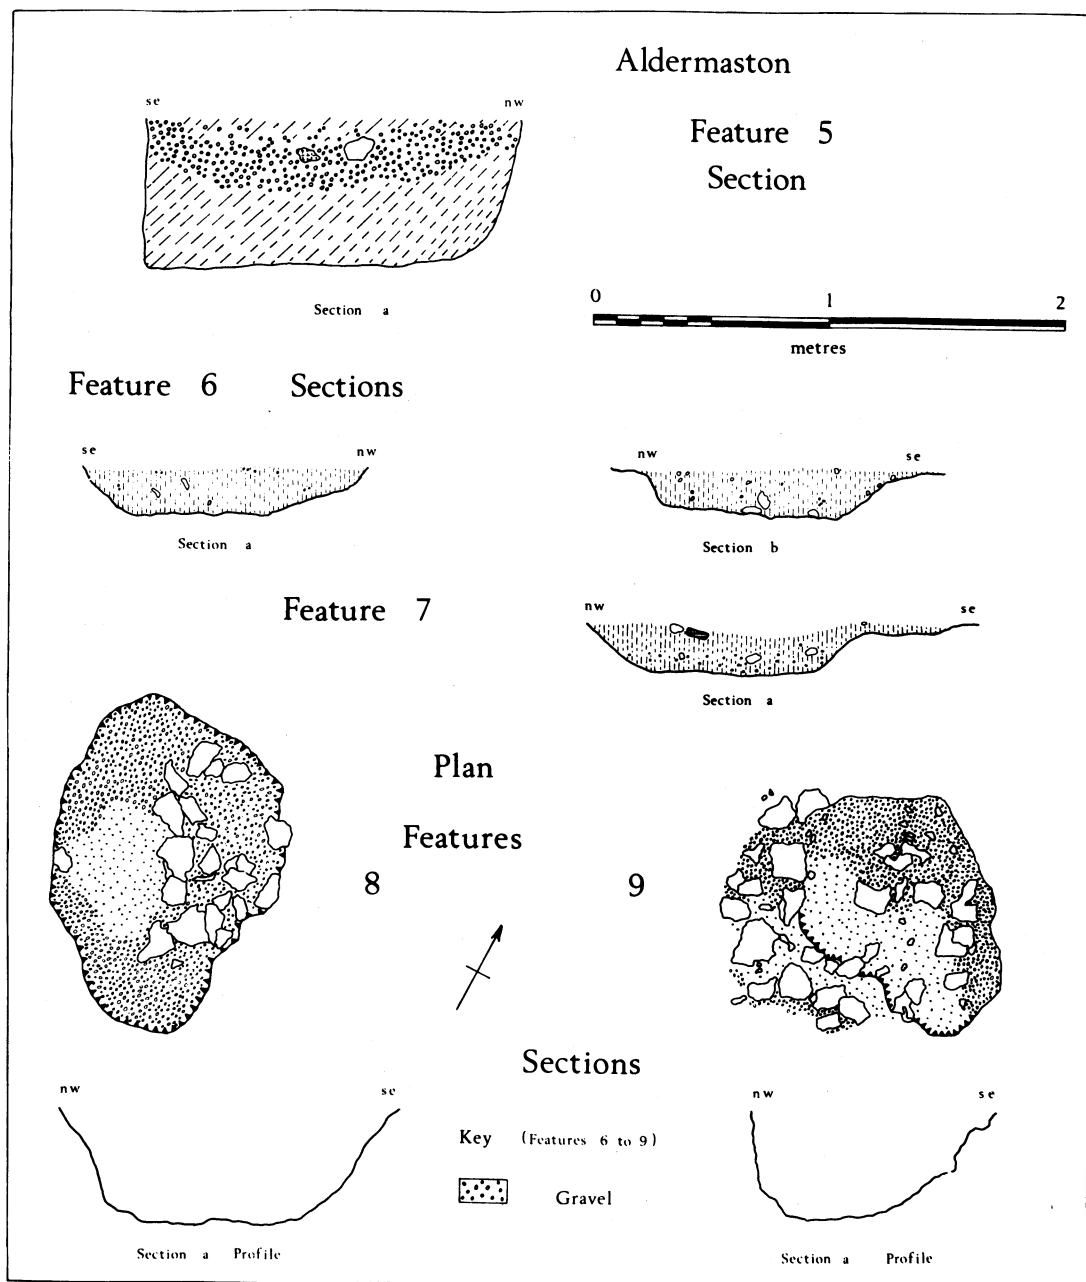 Aldermaston
se nw
Feature 5
Section
Section a
0 1 2
metres
Feature 6 Sections
se nw
Section a
nw se
Section b
Feature 7
nw se
Section a
Plan
Features
8 9
Sections
nw se
Section a Profile
Key (Features 6 to 9)
Gravel
nw se
Section a Profile